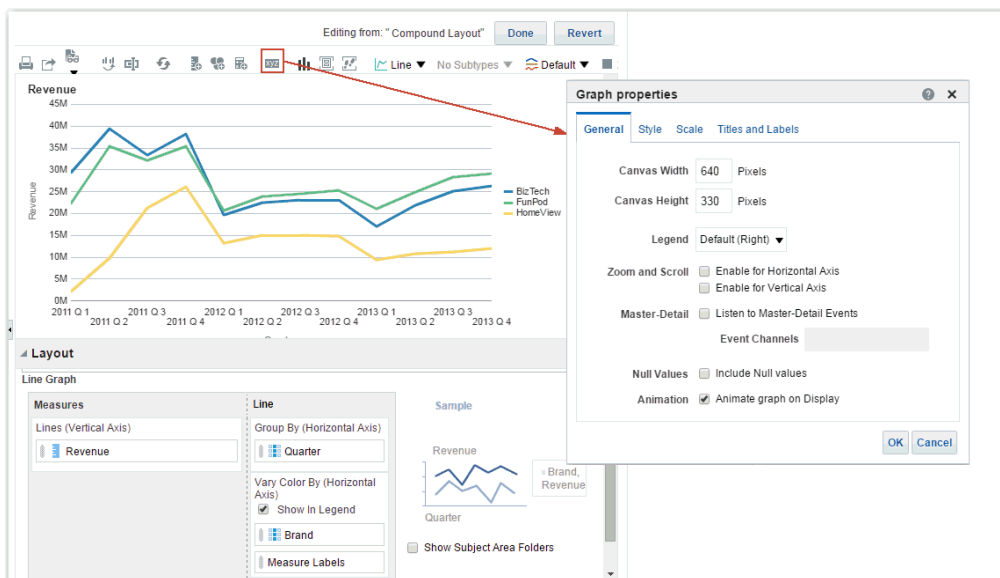 Editing from: "Compound Layout" Done Revert
XYZ Line No Subtypes Default
Revenue
45M
40M
35M
30M
25M
20M
15M
10M
5M
0M
Revenue
BizTech
FunPod
HomeView
2011 Q 1 2011 Q 2 2011 Q 3 2011 Q 4 2012 Q 1 2012 Q 2 2012 Q 3 2012 Q 4 2013 Q 1 2013 Q 2 2013 Q 3 2013 Q 4
Layout
Line Graph
Measures
Lines (Vertical Axis)
Revenue
Line
Group By (Horizontal Axis)
Quarter
Vary Color By (Horizontal
Axis)
Show In Legend
Brand
Measure Labels
Sample
Revenue
Brand,
Revenue
Quarter
Show Subject Area Folders
Graph properties ?
General Style Scale Titles and Labels
Canvas Width 640 Pixels
Canvas Height 330 Pixels
Legend Default (Right)
Zoom and Scroll Enable for Horizontal Axis
Enable for Vertical Axis
Master-Detail Listen to Master-Detail Events
Event Channels
Null Values Include Null values
Animation Animate graph on Display
OK Cancel